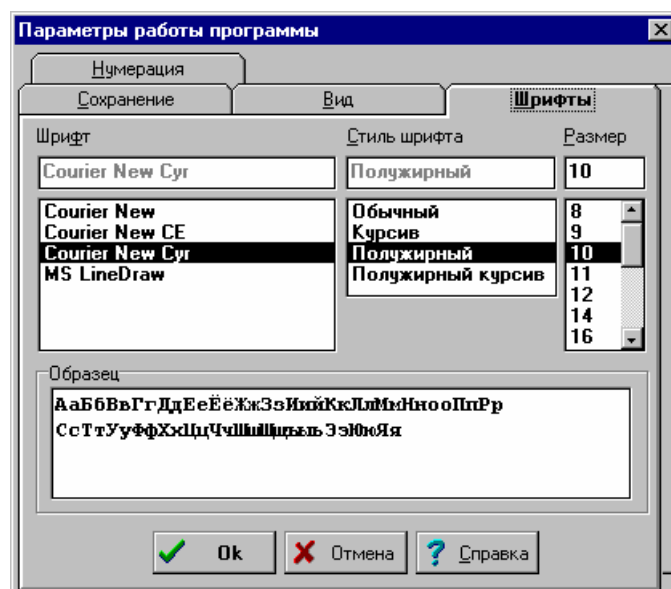 Параметры работы программы
Нумерация
Сохранение Вид Шрифты
Шрифт Стиль шрифта Размер
Courier New Cyr Полужирный 10
Courier New Обычный 8
Courier New CE Курсив 9
Courier New Cyr Полужирный 10
MS LineDraw Полужирный курсив 11
12
14
16
Образец
АаБбВвГгДдЕеЁёЖжЗзИийКкЛлМмНнооПпРр
СсТтУуФфХхЦцЧчШшЩщъыьЭэЮюЯя
Ok Отмена Справка